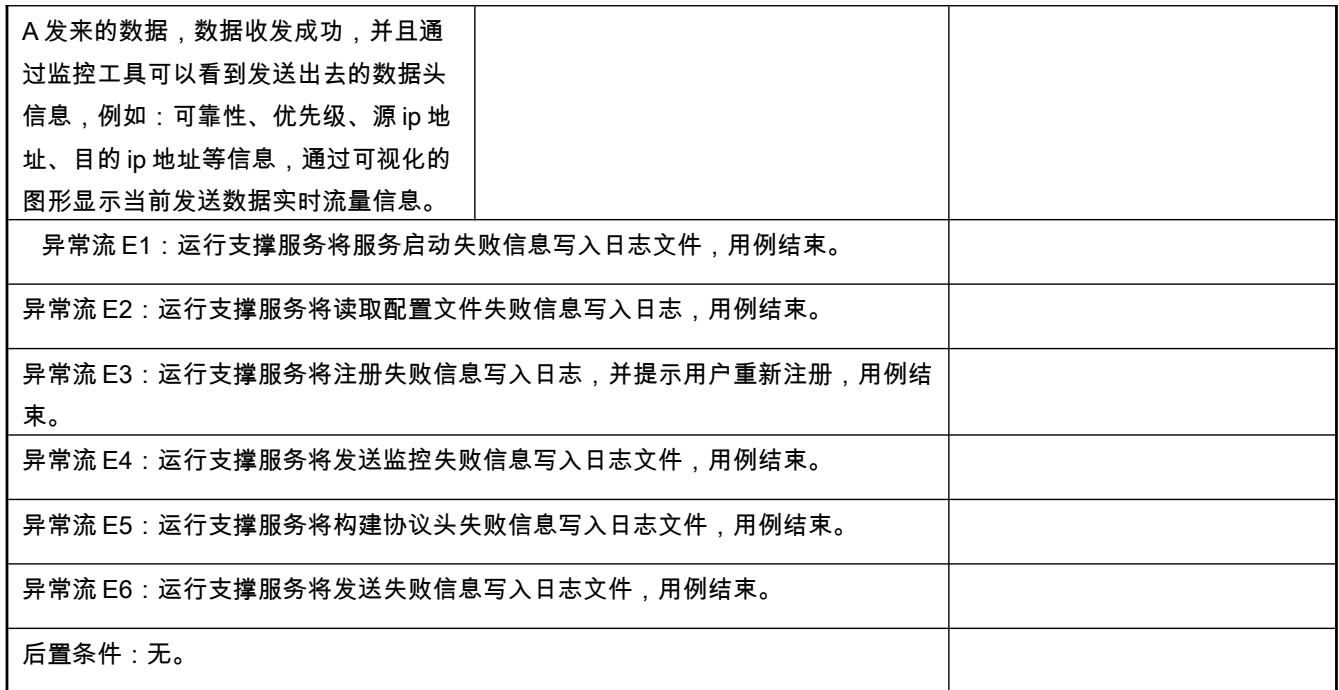 A 发来的数据，数据收发成功，并且通
过监控工具可以看到发送出去的数据头
信息，例如：可靠性、优先级、源 ip 地
址、目的 ip 地址等信息，通过可视化的
图形显示当前发送数据实时流量信息。
异常流 E1：运行支撑服务将服务启动失败信息写入日志文件，用例结束。
异常流 E2：运行支撑服务将读取配置文件失败信息写入日志，用例结束。
异常流 E3：运行支撑服务将注册失败信息写入日志，并提示用户重新注册，用例结
束。
异常流 E4：运行支撑服务将发送监控失败信息写入日志文件，用例结束。
异常流 E5：运行支撑服务将构建协议头失败信息写入日志文件，用例结束。
异常流 E6：运行支撑服务将发送失败信息写入日志文件，用例结束。
后置条件：无。